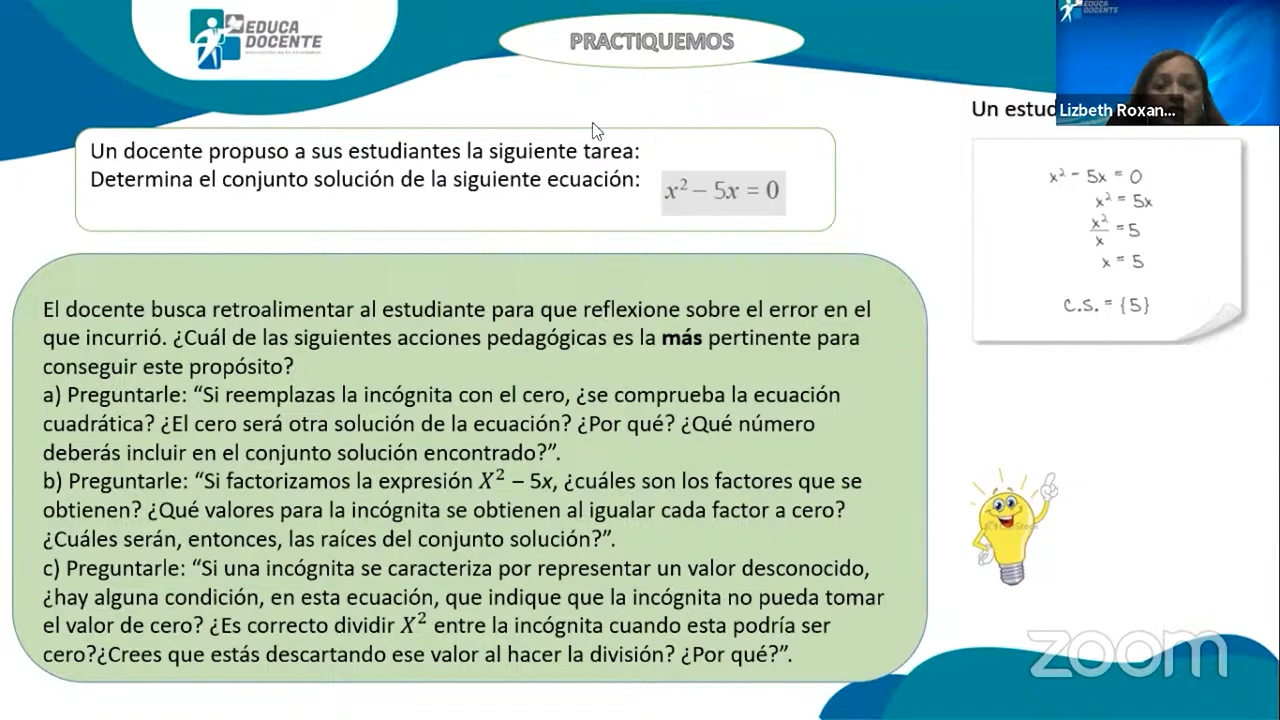 EDUCA
DOCENTE
PRACTIQUEMOS
Un docente propuso a sus estudiantes la siguiente tarea:
Determina el conjunto solución de la siguiente ecuación: x² – 5x = 0
Un estud
Lizbeth Roxan...
x² - 5x = 0
x² = 5x
x²/x = 5
x = 5
C.S. = {5}
El docente busca retroalimentar al estudiante para que reflexione sobre el error en el
que incurrió. ¿Cuál de las siguientes acciones pedagógicas es la más pertinente para
conseguir este propósito?
a) Preguntarle: “Si reemplazas la incógnita con el cero, ¿se comprueba la ecuación
cuadrática? ¿El cero será otra solución de la ecuación? ¿Por qué? ¿Qué número
deberás incluir en el conjunto solución encontrado?”.
b) Preguntarle: “Si factorizamos la expresión X² – 5x, ¿cuáles son los factores que se
obtienen? ¿Qué valores para la incógnita se obtienen al igualar cada factor a cero?
¿Cuáles serán, entonces, las raíces del conjunto solución?”.
c) Preguntarle: “Si una incógnita se caracteriza por representar un valor desconocido,
¿hay alguna condición, en esta ecuación, que indique que la incógnita no pueda tomar
el valor de cero? ¿Es correcto dividir X² entre la incógnita cuando esta podría ser
cero?¿Crees que estás descartando ese valor al hacer la división? ¿Por qué?”.
zoom